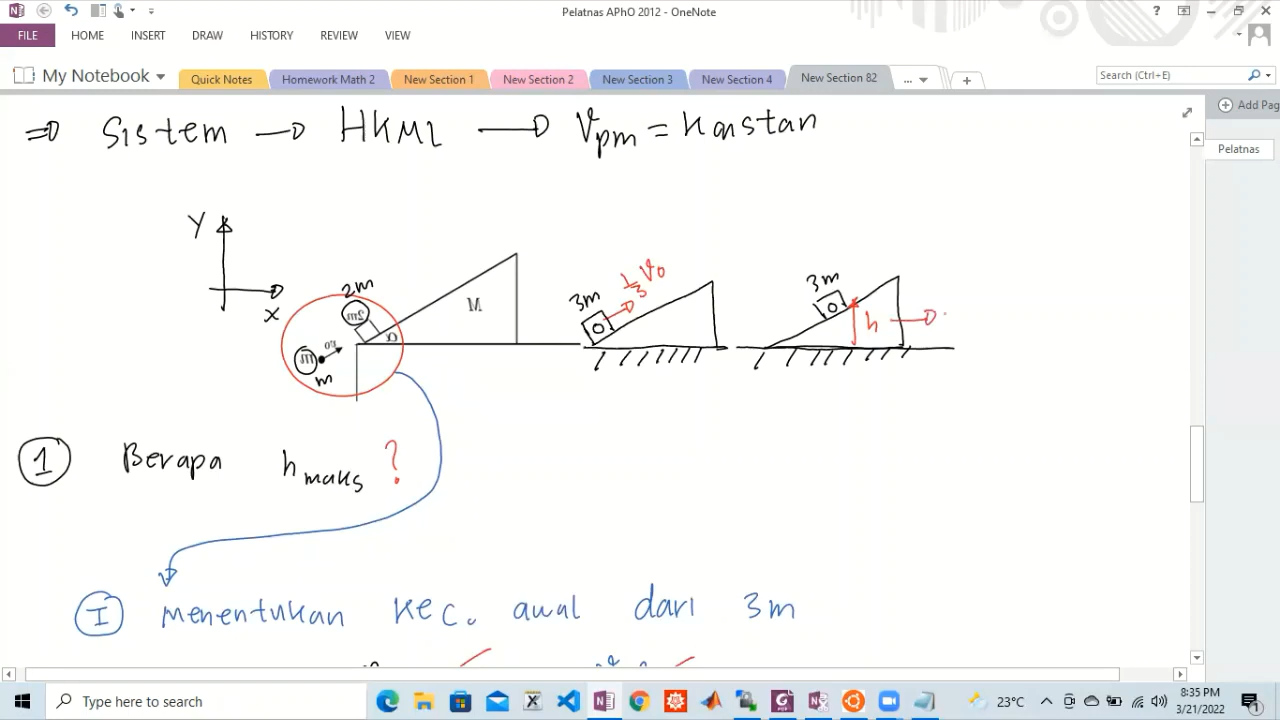 Pelatnas APhO 2012 - OneNote
FILE HOME INSERT DRAW HISTORY REVIEW VIEW
My Notebook Quick Notes Homework Math 2 New Section 1 New Section 2 New Section 3 New Section 4 New Section 82 ... Search (Ctrl+E)
Add Pag
Pelatnas
⇒ Sistem → HKML → Vpm = Konstan
Y
X
2m
2m
M
α
m
v0
m
3m
1/3 V0
3m
h
1 Berapa hmaks ?
I menentukan kec. awal dari 3m
Type here to search
23°C
8:35 PM
3/21/2022